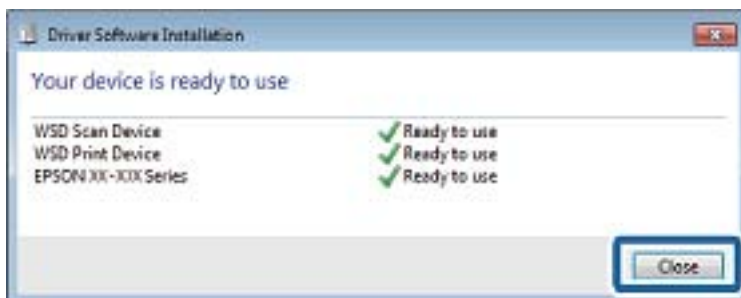 Driver Software Installation
Your device is ready to use
WSD Scan Device Ready to use
WSD Print Device Ready to use
EPSON XX-XXX Series Ready to use
Close